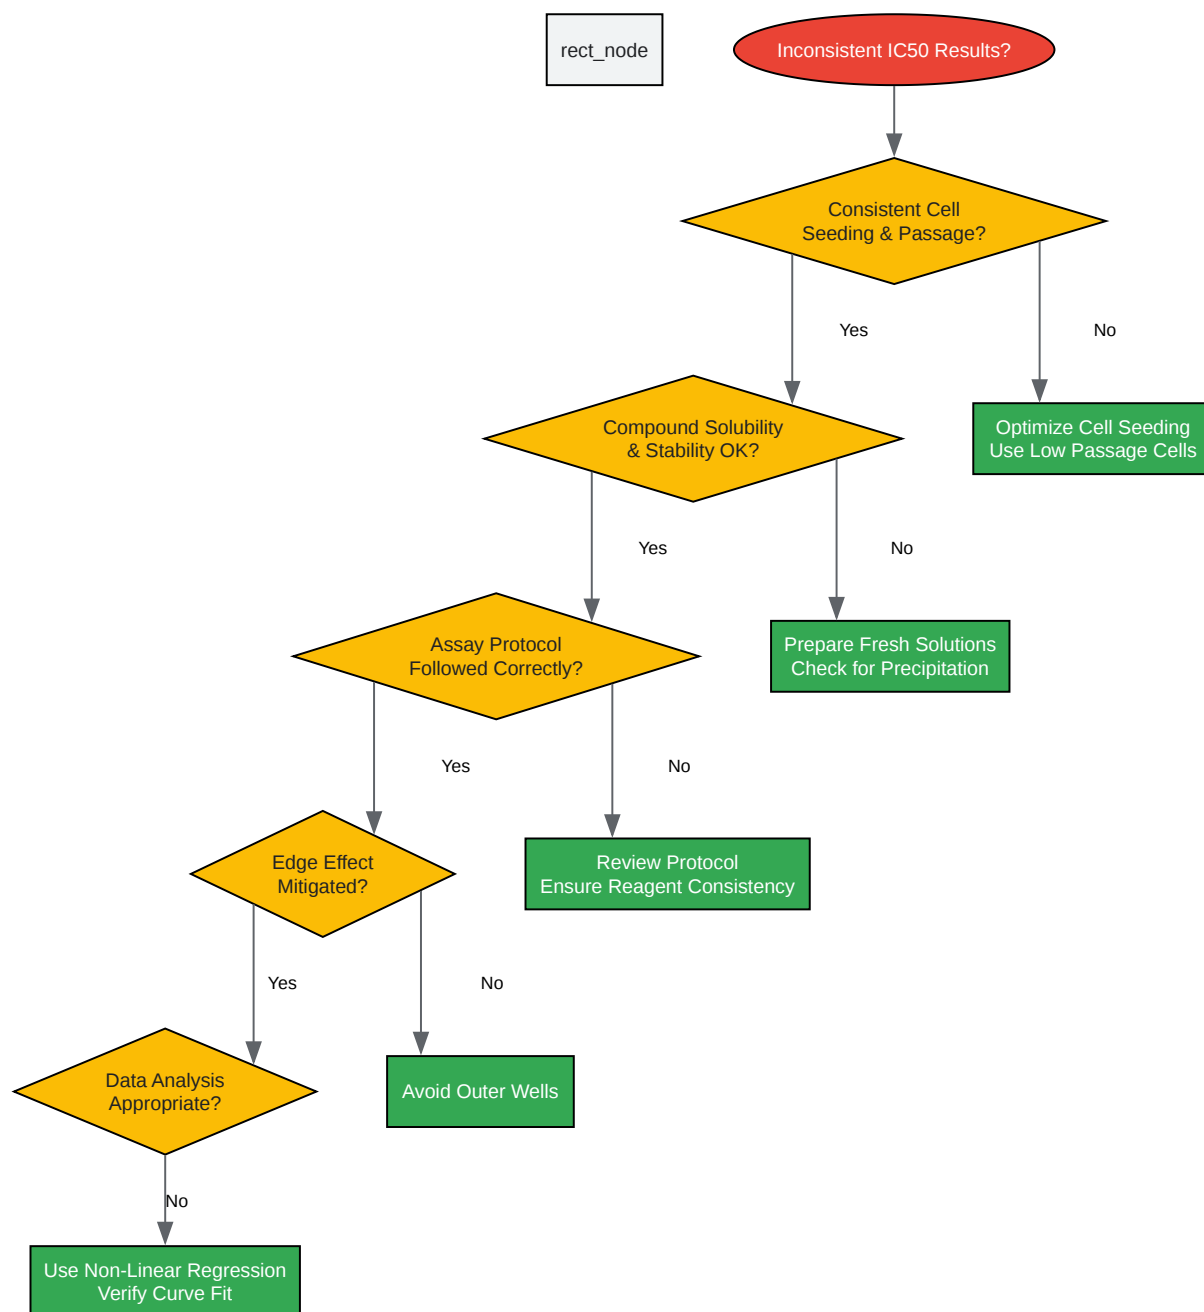 rect_node
Inconsistent IC50 Results?
Consistent Cell
Seeding & Passage?
Yes
No
Compound Solubility
& Stability OK?
Optimize Cell Seeding
Use Low Passage Cells
Yes
No
Assay Protocol
Followed Correctly?
Prepare Fresh Solutions
Check for Precipitation
Yes
No
Edge Effect
Mitigated?
Review Protocol
Ensure Reagent Consistency
Yes
No
Data Analysis
Appropriate?
Avoid Outer Wells
No
Use Non-Linear Regression
Verify Curve Fit